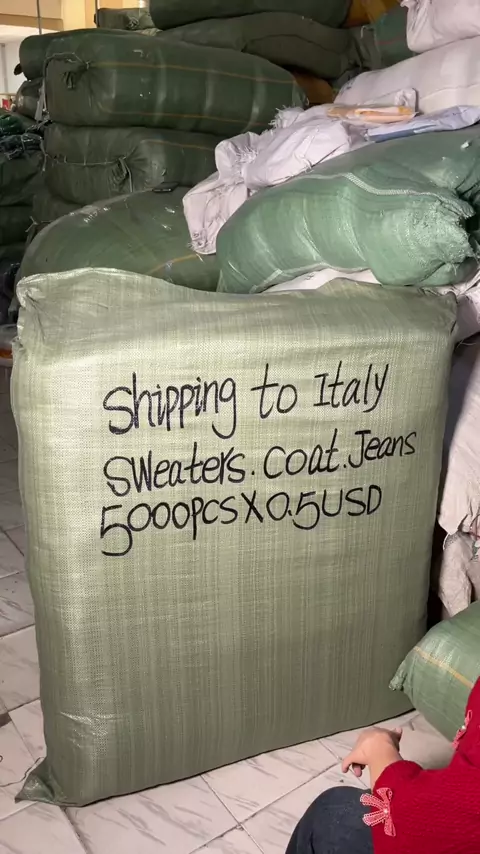 Shipping to Italy
Sweaters. Coat. Jeans
5000pcs X 0.5USD